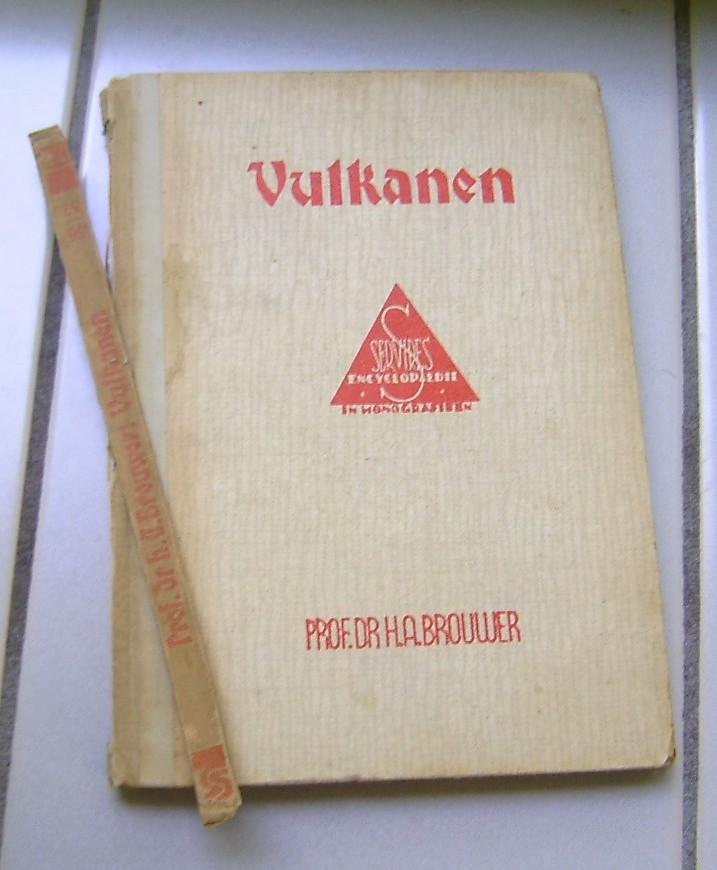 Vulkanen
S
SERVIRES
ENCYCLOPAEDIE
IN MONOGRAFIEEN
PROF. DR H.A. BROUWER
Prof. Dr h. A. Brouwer: Vulkanen
S